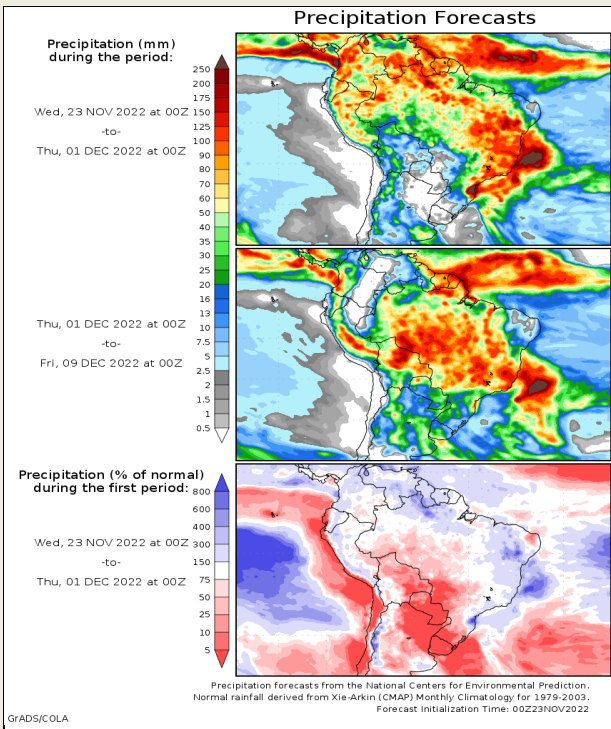 Precipitation Forecasts
Precipitation (mm)
during the period:
Wed, 23 NOV 2022 at 00Z
-to-
Thu, 01 DEC 2022 at 00Z
250
200
175
150
125
100
90
80
70
60
50
40
35
30
25
20
16
13
10
7.5
5
2.5
2
1.5
1
0.5
Thu, 01 DEC 2022 at 00Z
-to-
Fri, 09 DEC 2022 at 00Z
Precipitation (% of normal)
during the first period:
Wed, 23 NOV 2022 at 00Z
-to-
Thu, 01 DEC 2022 at 00Z
800
600
400
300
150
75
50
25
10
5
Precipitation forecasts from the National Centers for Environmental Prediction.
Normal rainfall derived from Xie-Arkin (CMAP) Monthly Climatology for 1979-2003.
Forecast Initialization Time: 00Z23NOV2022
GrADS/COLA